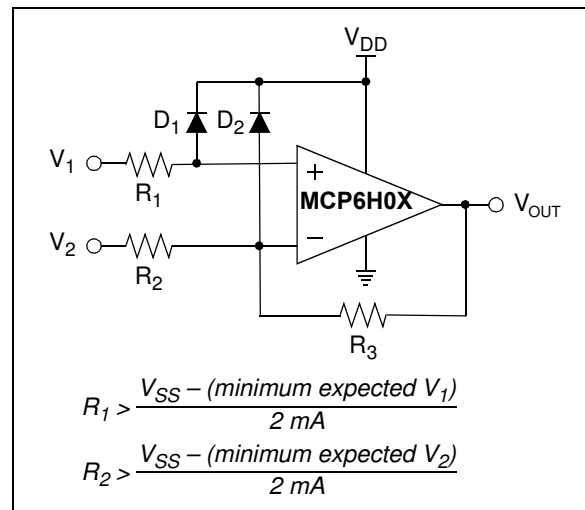 V_DD
D_1 D_2
V_1
R_1
+
MCP6H0X
V_OUT
V_2
R_2
–
R_3
R_1 > V_SS – (minimum expected V_1)
2 mA
R_2 > V_SS – (minimum expected V_2)
2 mA